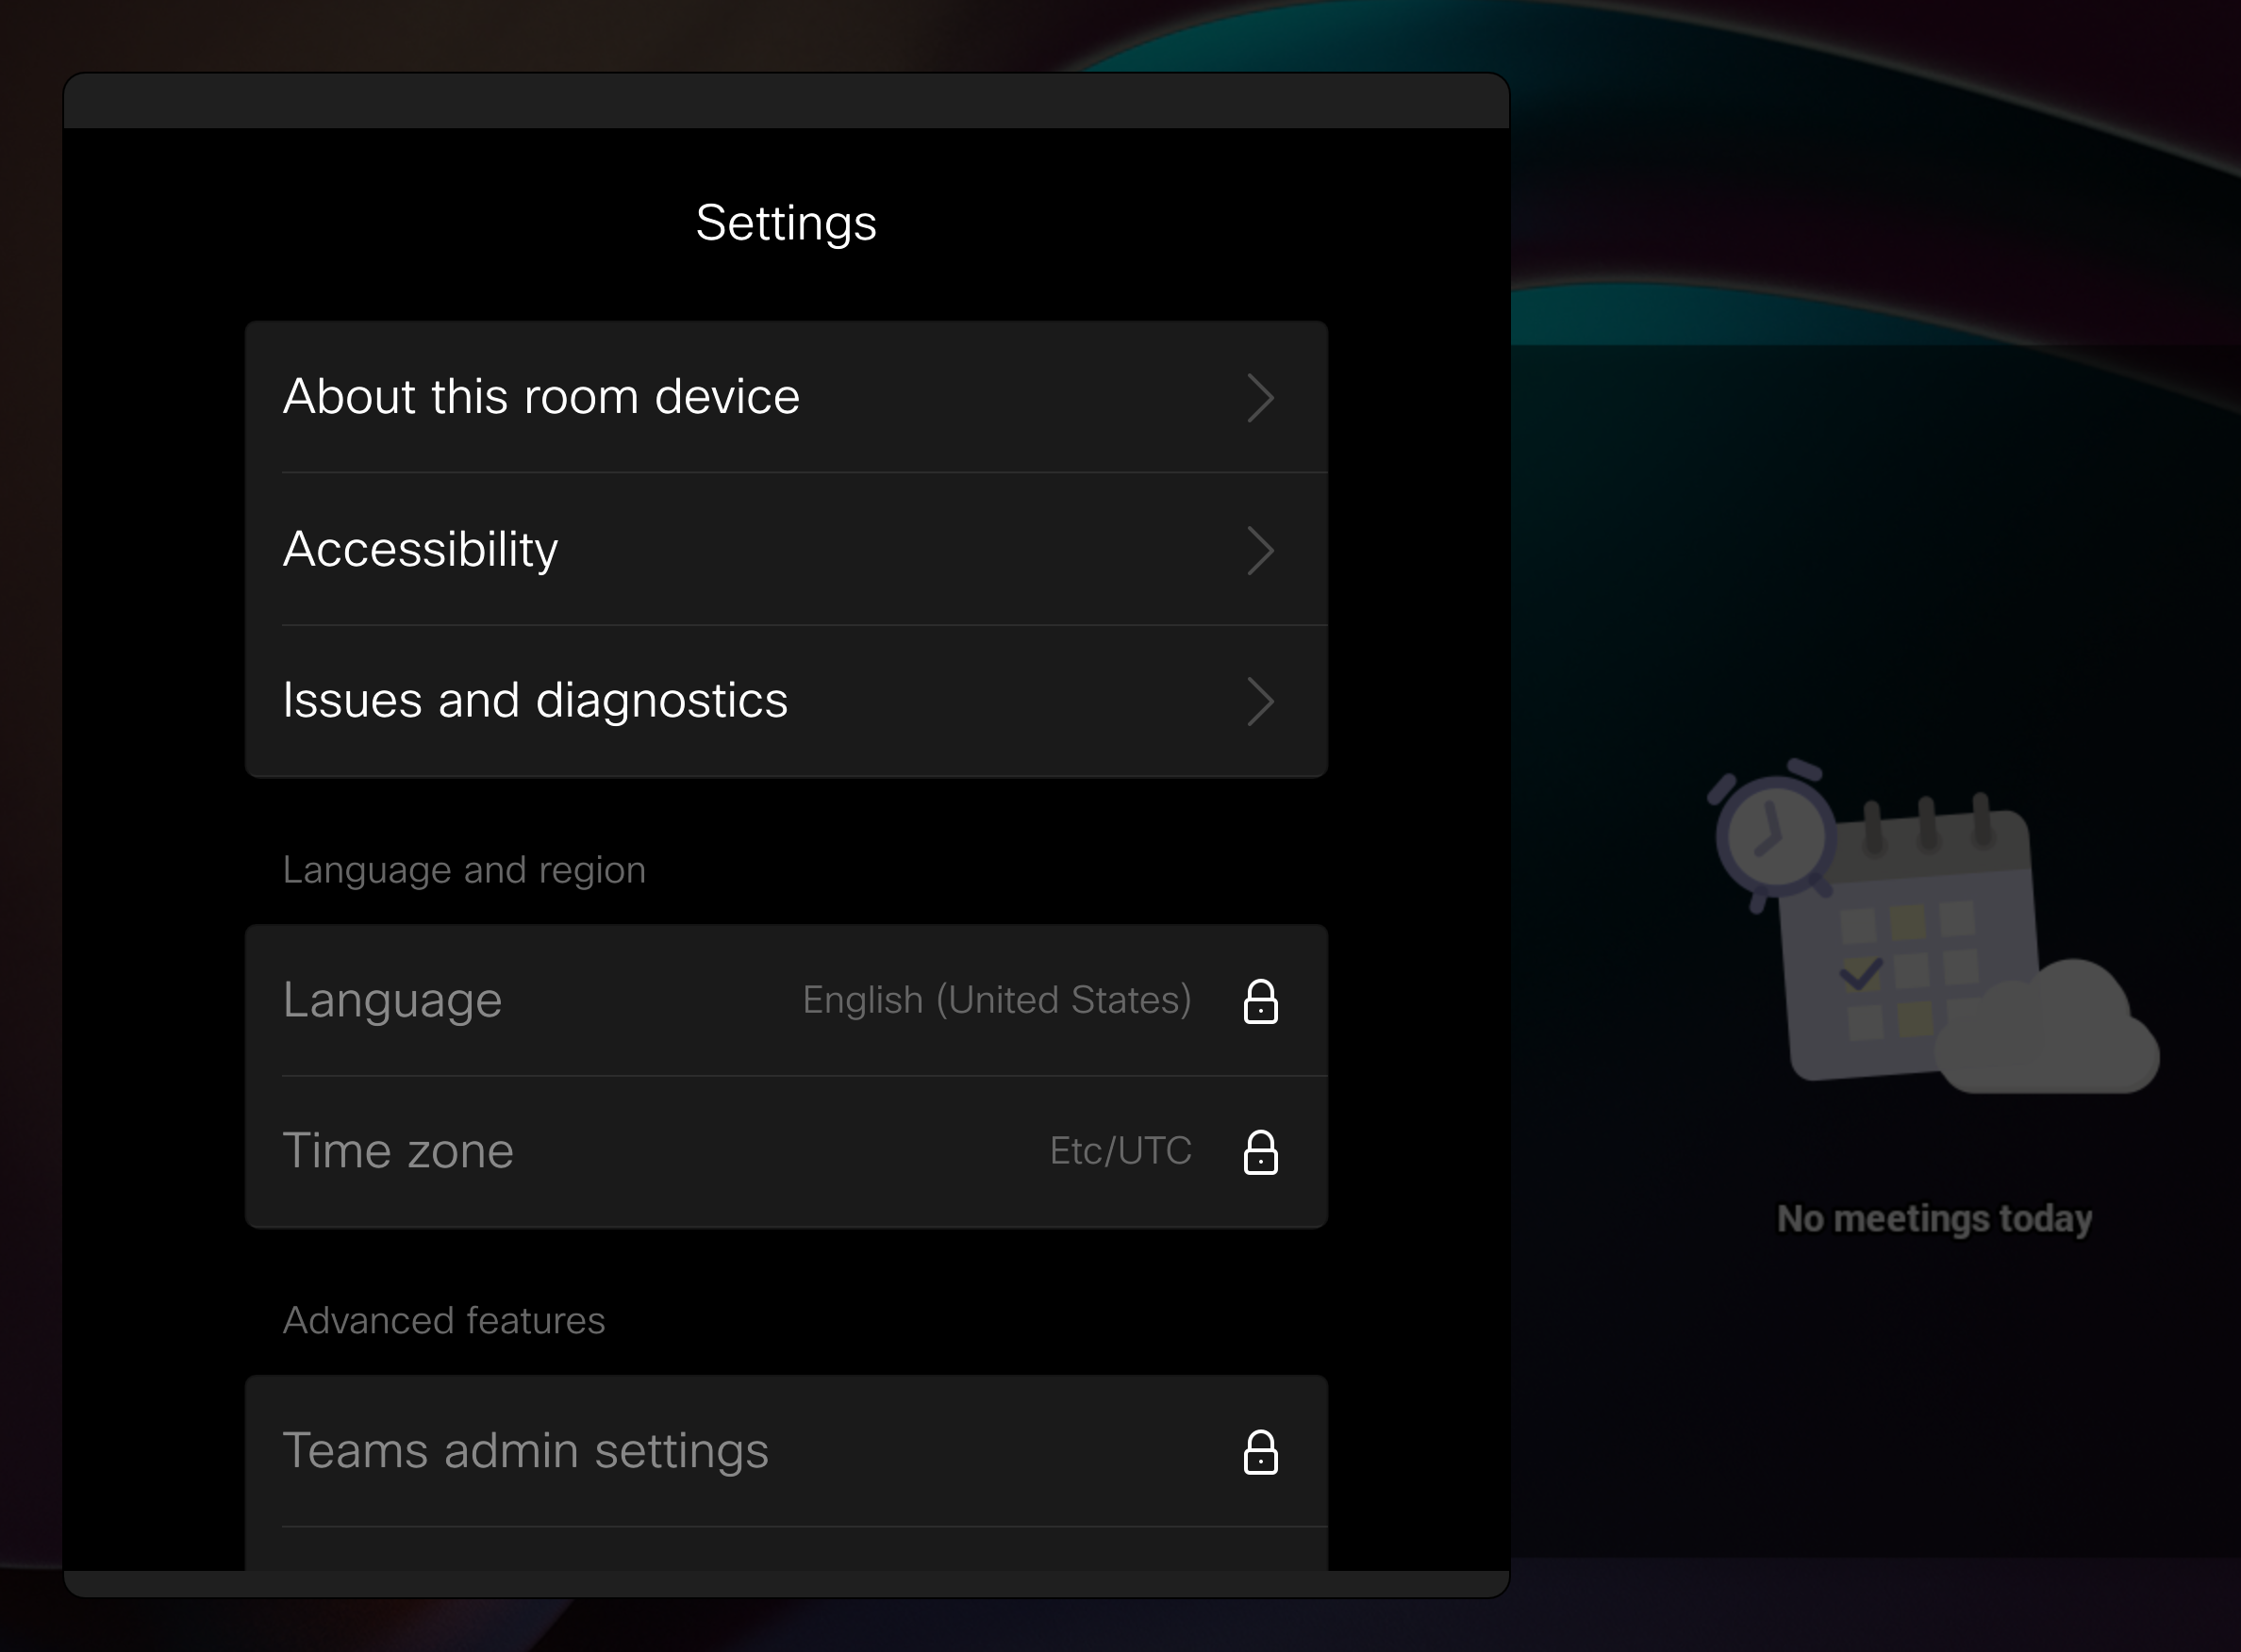 Settings
About this room device
Accessibility
Issues and diagnostics
Language and region
Language English (United States)
Time zone Etc/UTC
Advanced features
Teams admin settings
No meetings today